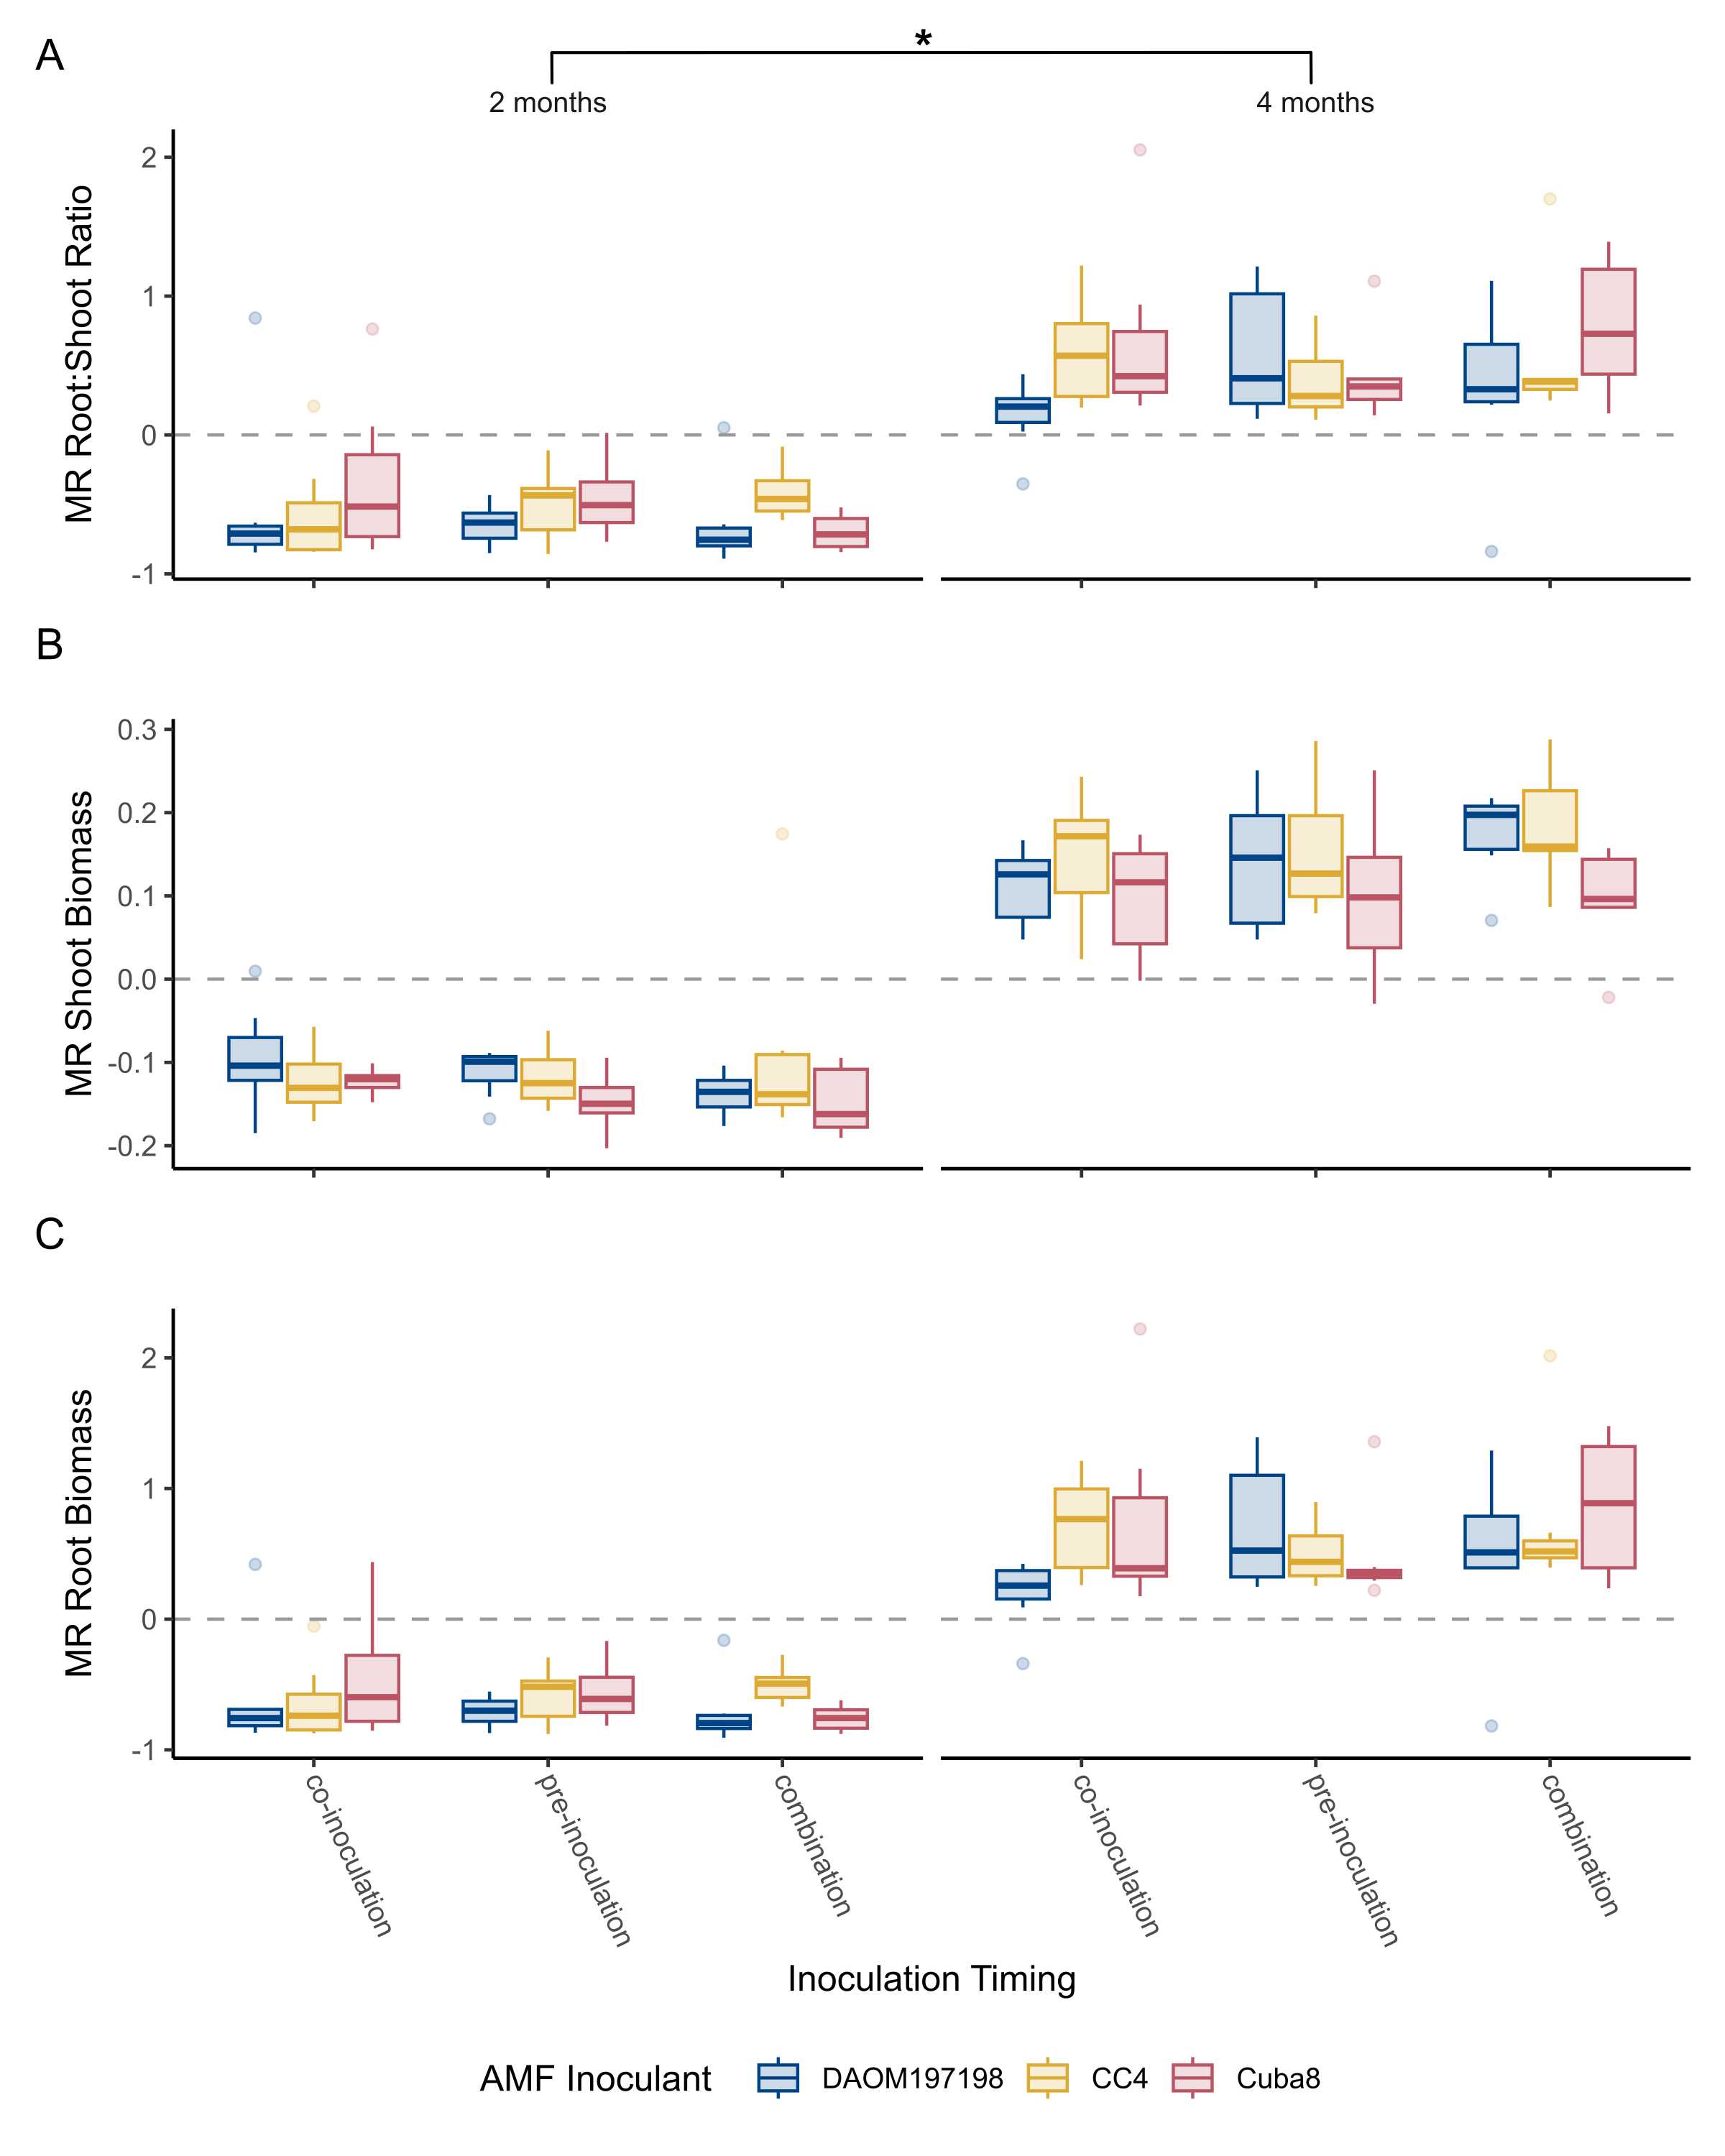 A
*
2 months
4 months
MR Root:Shoot Ratio
2
1
0
-1
B
MR Shoot Biomass
0.3
0.2
0.1
0.0
-0.1
-0.2
C
MR Root Biomass
2
1
0
-1
co-inoculation
pre-inoculation
combination
co-inoculation
pre-inoculation
combination
Inoculation Timing
AMF Inoculant DAOM197198 CC4 Cuba8